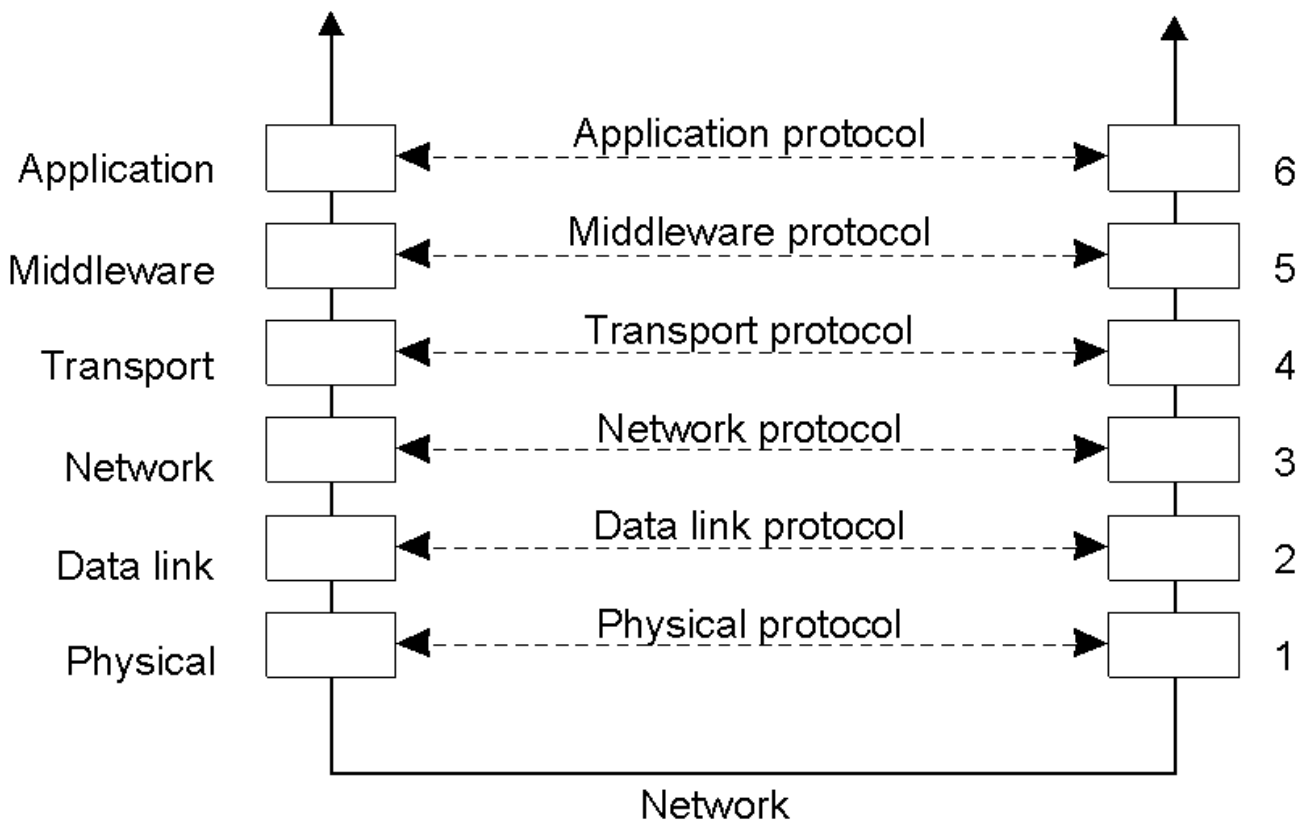 Application protocol
Application
6
Middleware protocol
Middleware
5
Transport protocol
Transport
4
Network protocol
Network
3
Data link protocol
Data link
2
Physical protocol
Physical
1
Network